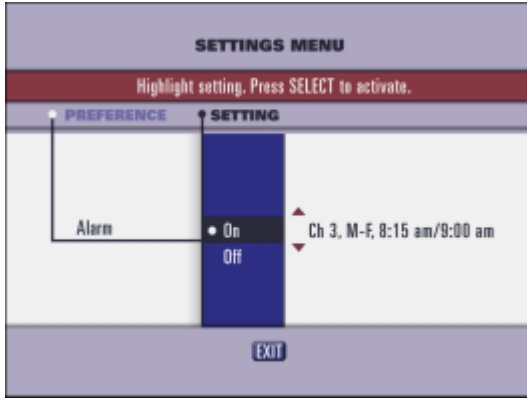 SETTINGS MENU
Highlight setting. Press SELECT to activate.
PREFERENCE SETTING
Alarm On Ch 3, M-F, 8:15 am/9:00 am
Off
EXIT